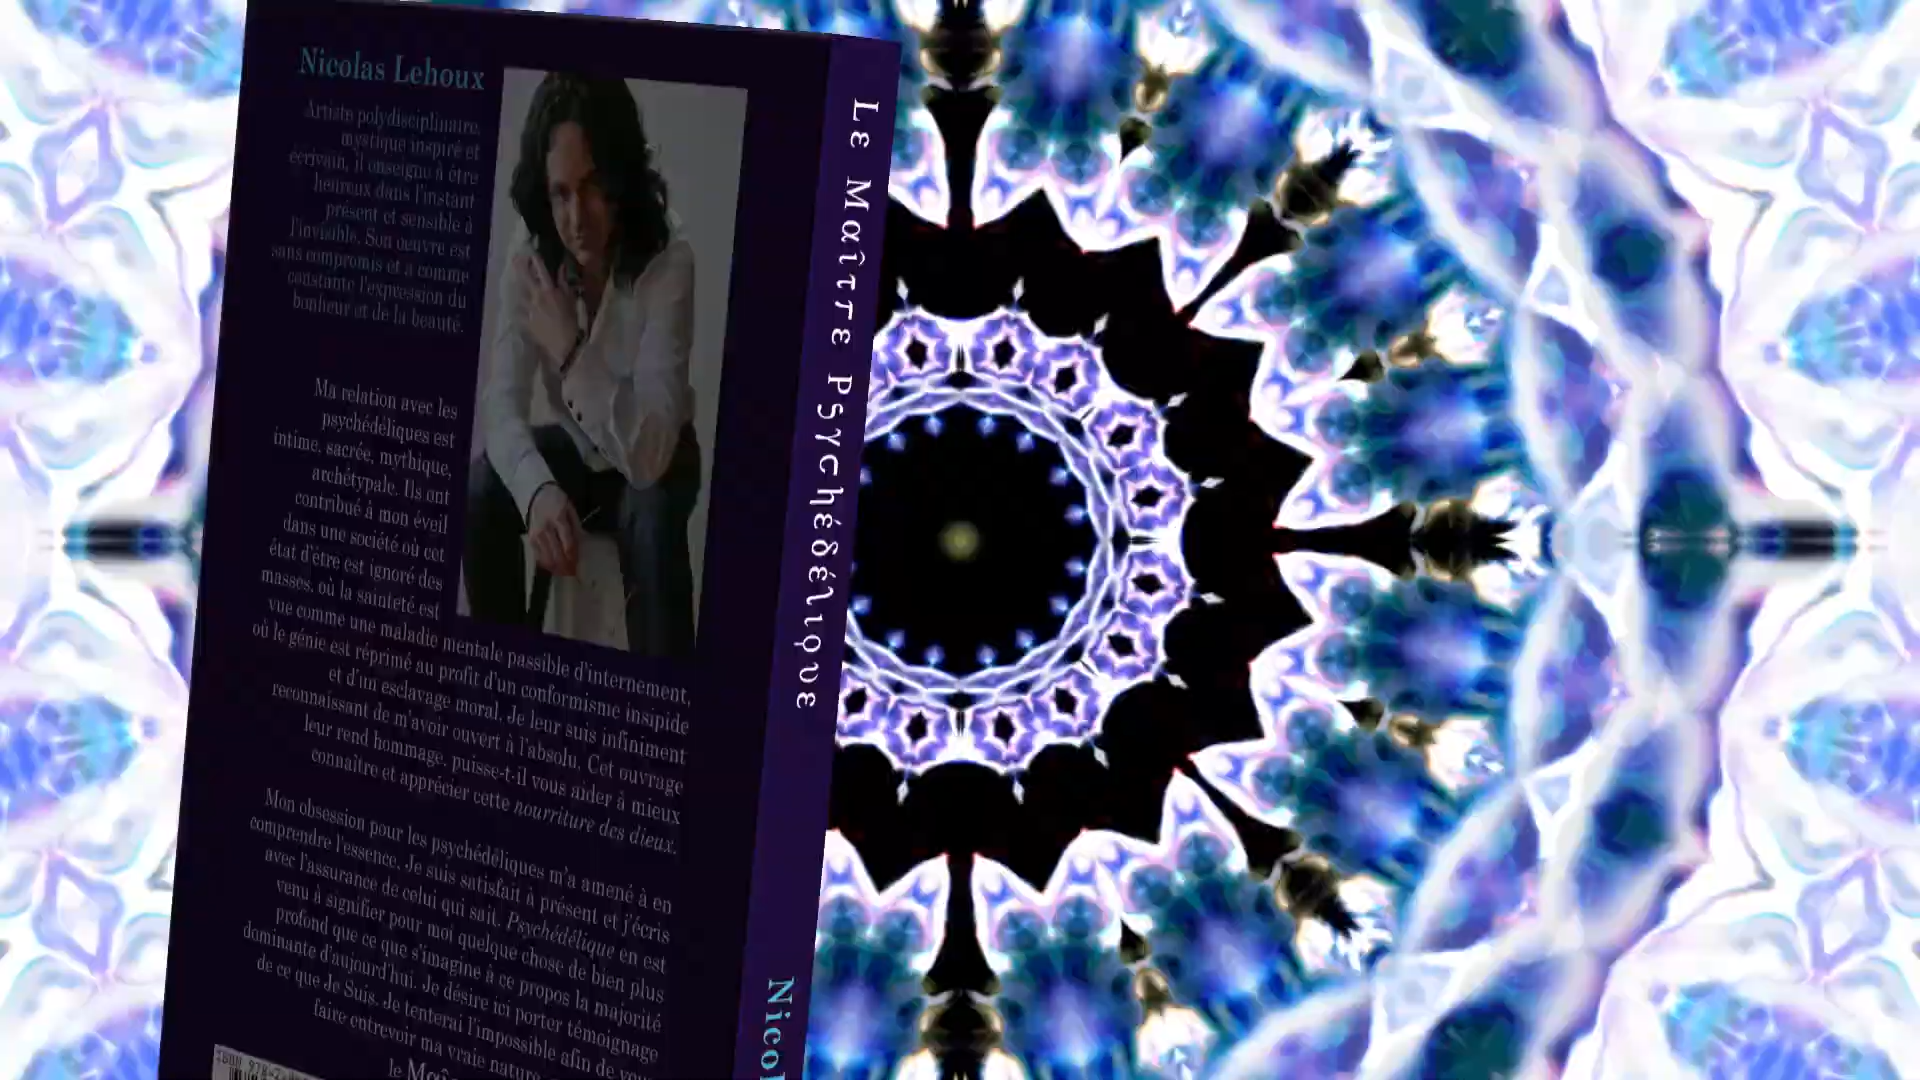 Nicolas Lehoux
Artiste polydisciplinaire,
mystique inspiré et
écrivain, il enseigne à être
heureux dans l'instant
présent et sensible à
l'invisible. Son oeuvre est
sans compromis et a comme
constante l'expression du
bonheur et de la beauté.
Ma relation avec les
psychédéliques est
intime, sacrée, mythique,
archétypale. Ils ont
contribué à mon éveil
dans une société où cet
état d'être est ignoré des
masses, où la sainteté est
vue comme une maladie mentale passible d'internement,
où le génie est réprimé au profit d'un conformisme insipide
et d'un esclavage moral. Je leur suis infiniment
reconnaissant de m'avoir ouvert à l'absolu. Cet ouvrage
leur rend hommage, puisse-t-il vous aider à mieux
connaître et apprécier cette nourriture des dieux.
Mon obsession pour les psychédéliques m'a amené à en
comprendre l'essence. Je suis satisfait à présent et j'écris
avec l'assurance de celui qui sait. Psychédélique en est
venu à signifier pour moi quelque chose de bien plus
profond que ce que s'imagine à ce propos la majorité
dominante d'aujourd'hui. Je désire ici porter témoignage
de ce que Je Suis. Je tenterai l'impossible afin de vous
faire entrevoir ma vraie nature
le Maî
ISBN 978-2
Le Maître Psychédélique
Nicol